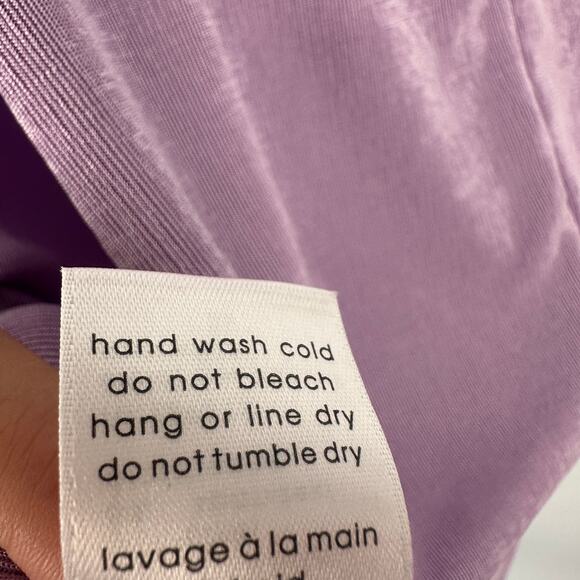 hand wash cold
do not bleach
hang or line dry
do not tumble dry
lavage à la main